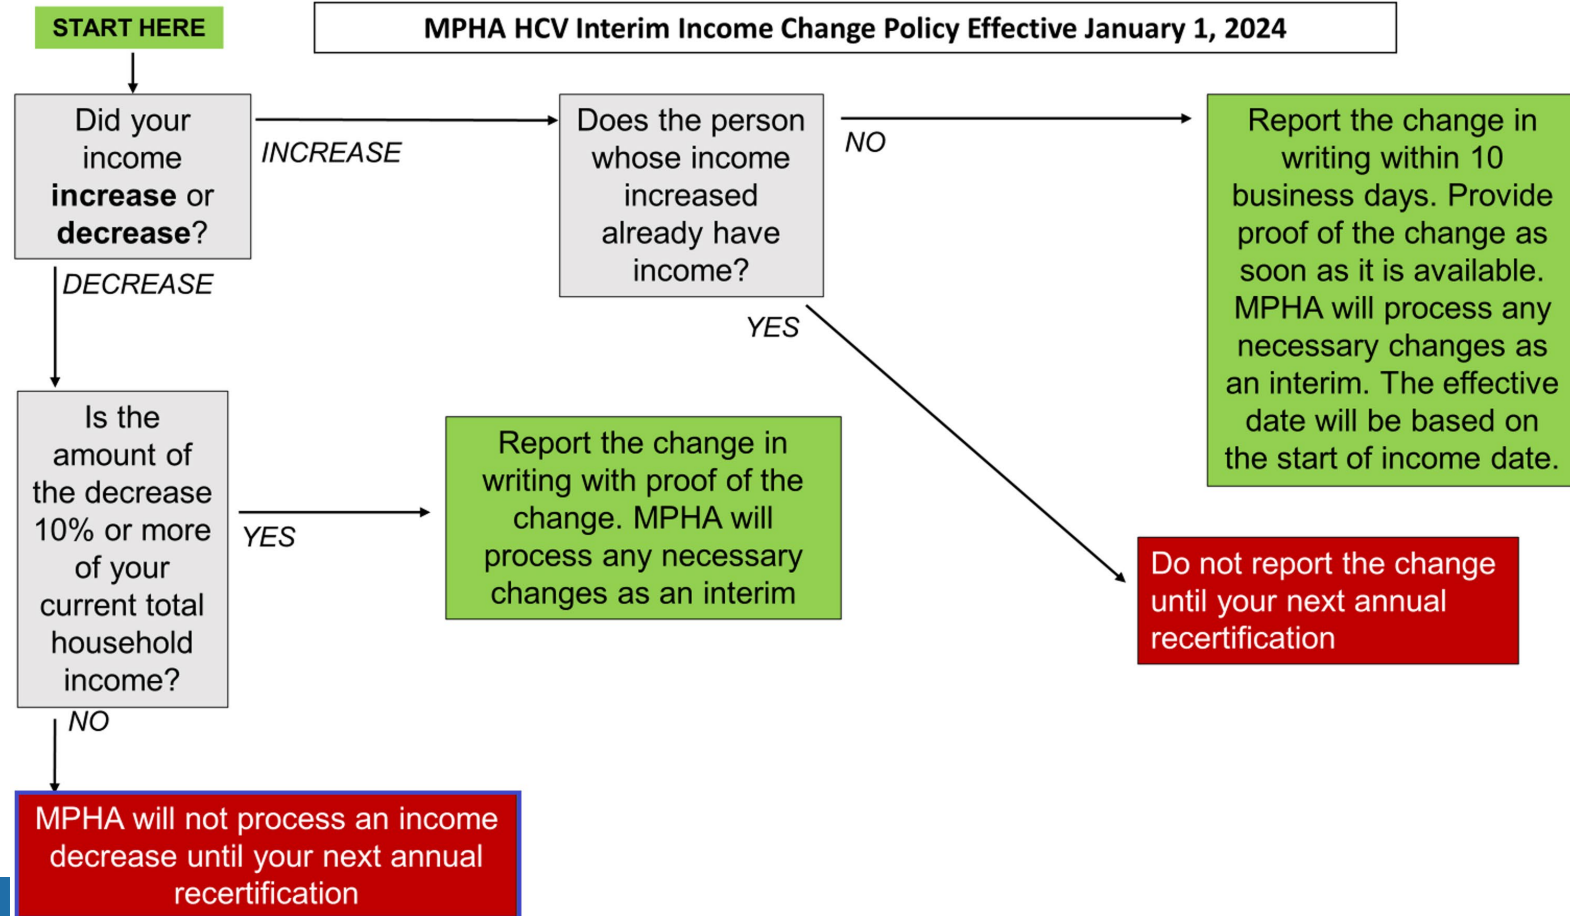 START HERE
MPHA HCV Interim Income Change Policy Effective January 1, 2024
Did your
income
increase or
decrease?
INCREASE
Does the person
whose income
increased
already have
income?
NO
Report the change in
writing within 10
business days. Provide
proof of the change as
soon as it is available.
MPHA will process any
necessary changes as
an interim. The effective
date will be based on
the start of income date.
DECREASE
YES
Is the
amount of
the decrease
10% or more
of your
current total
household
income?
YES
Report the change in
writing with proof of the
change. MPHA will
process any necessary
changes as an interim
Do not report the change
until your next annual
recertification
NO
MPHA will not process an income
decrease until your next annual
recertification